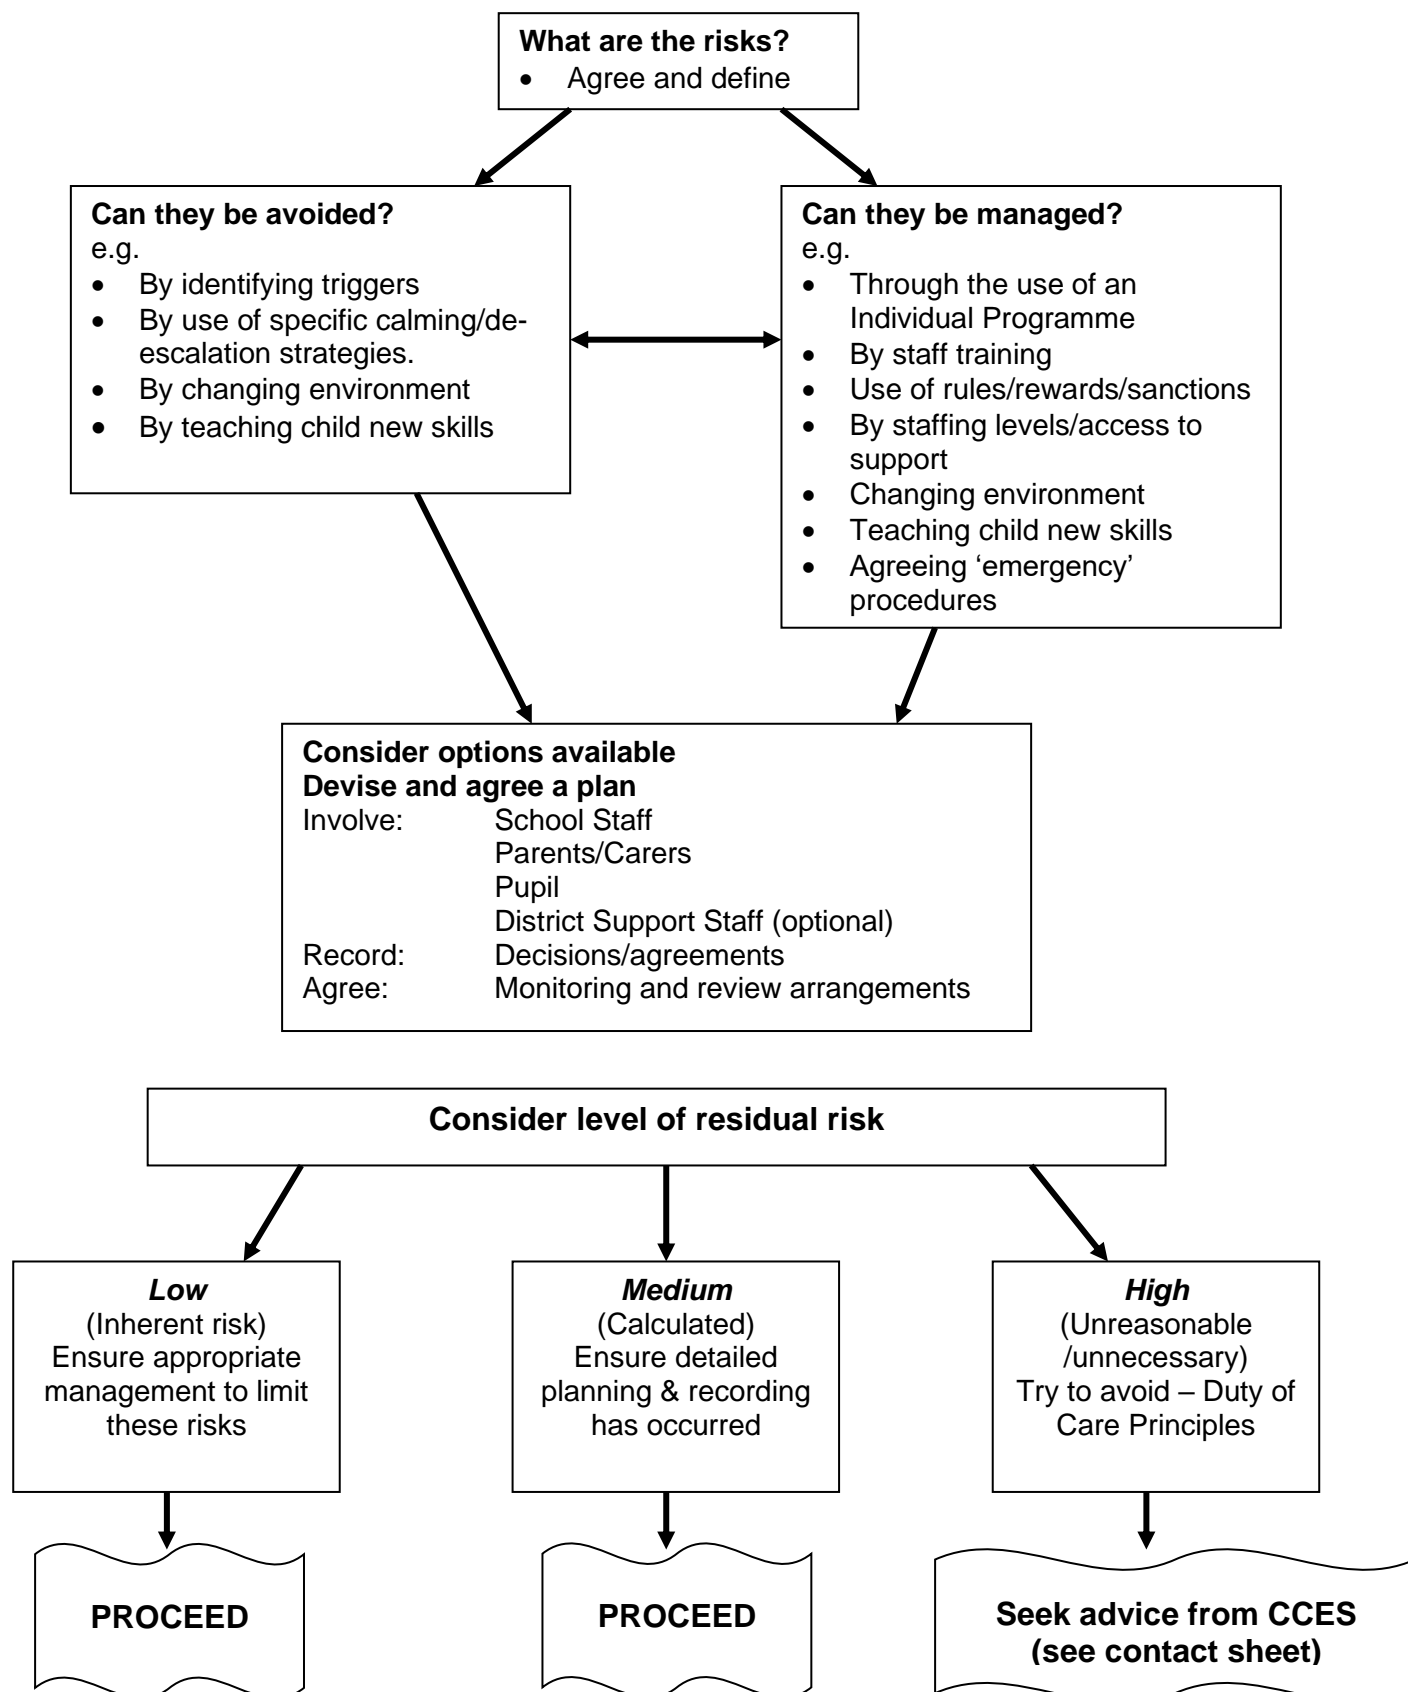 What are the risks?
• Agree and define
Can they be avoided?
e.g.
• By identifying triggers
• By use of specific calming/de-
escalation strategies.
• By changing environment
• By teaching child new skills
Can they be managed?
e.g.
• Through the use of an
Individual Programme
• By staff training
• Use of rules/rewards/sanctions
• By staffing levels/access to
support
• Changing environment
• Teaching child new skills
• Agreeing ‘emergency’
procedures
Consider options available
Devise and agree a plan
Involve: School Staff
Parents/Carers
Pupil
District Support Staff (optional)
Record: Decisions/agreements
Agree: Monitoring and review arrangements
Consider level of residual risk
Low
(Inherent risk)
Ensure appropriate
management to limit
these risks
Medium
(Calculated)
Ensure detailed
planning & recording
has occurred
High
(Unreasonable
/unnecessary)
Try to avoid – Duty of
Care Principles
PROCEED
PROCEED
Seek advice from CCES
(see contact sheet)